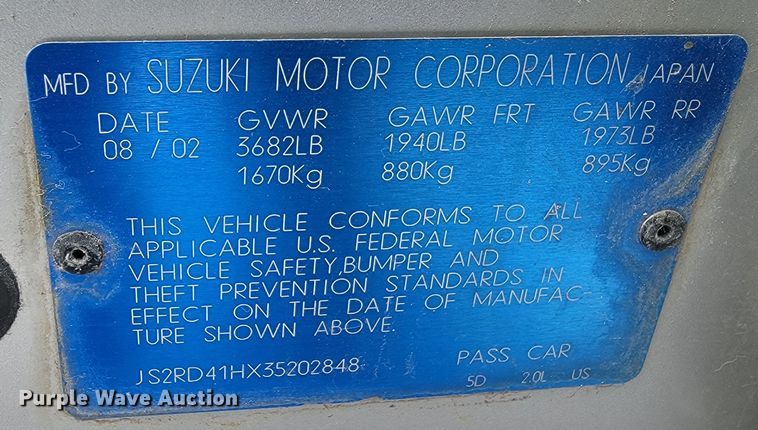 MFD BY SUZUKI MOTOR CORPORATION JAPAN
DATE GVWR GAWR FRT GAWR RR
08 / 02 3682LB 1940LB 1973LB
1670Kg 880Kg 895Kg
THIS VEHICLE CONFORMS TO ALL
APPLICABLE U.S. FEDERAL MOTOR
VEHICLE SAFETY,BUMPER AND
THEFT PREVENTION STANDARDS IN
EFFECT ON THE DATE OF MANUFAC-
TURE SHOWN ABOVE.
JS2RD41HX35202848 PASS CAR
5D 2.0L US
Purple Wave Auction